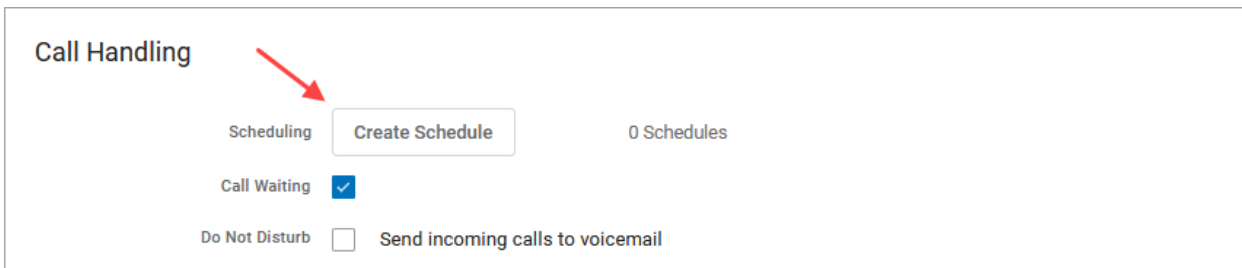 Call Handling
Scheduling Create Schedule 0 Schedules
Call Waiting
Do Not Disturb Send incoming calls to voicemail